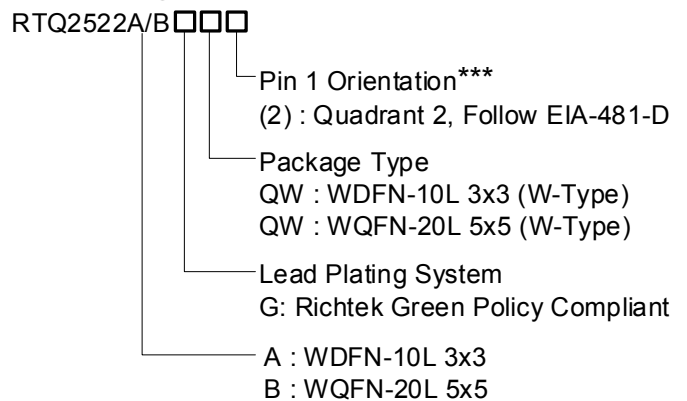 RTQ2522A/B□□□
Pin 1 Orientation***
(2) : Quadrant 2, Follow EIA-481-D
Package Type
QW : WDFN-10L 3x3 (W-Type)
QW : WQFN-20L 5x5 (W-Type)
Lead Plating System
G: Richtek Green Policy Compliant
A : WDFN-10L 3x3
B : WQFN-20L 5x5